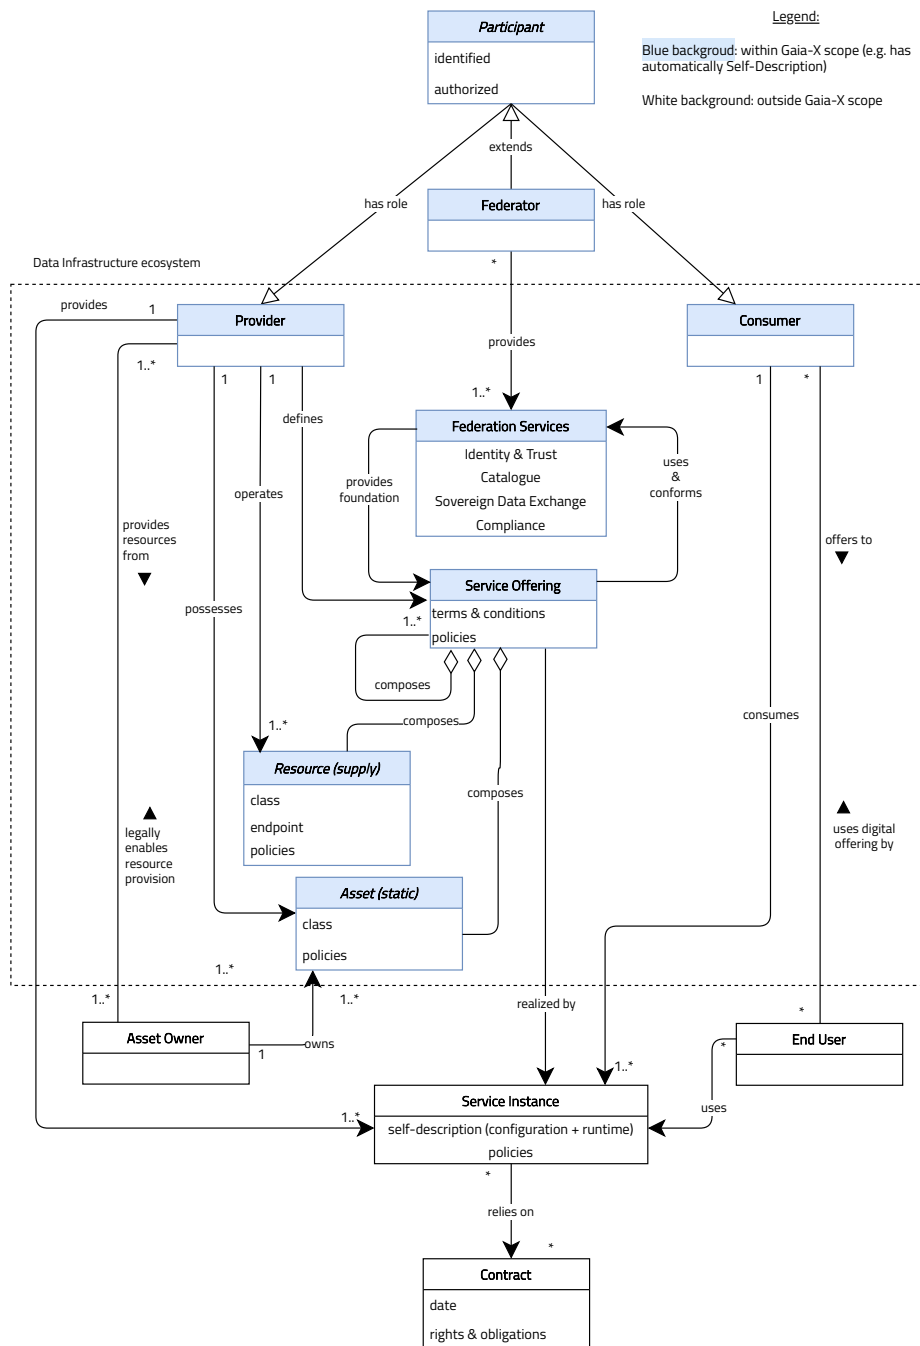 Participant
identified
authorized
Legend:
Blue backgroud: within Gaia-X scope (e.g. has
automatically Self-Description)
White background: outside Gaia-X scope
extends
has role
has role
Federator
*
Data Infrastructure ecosystem
provides
1
Provider
Consumer
provides
1..*
1
1
1
*
1..*
defines
Federation Services
Identity & Trust
Catalogue
Sovereign Data Exchange
Compliance
provides
foundation
uses
&
conforms
operates
provides
resources
from
offers to
Service Offering
terms & conditions
policies
possesses
1..*
composes
composes
1..*
consumes
Resource (supply)
class
endpoint
policies
composes
legally
enables
resource
provision
uses digital
offering by
Asset (static)
class
policies
1..*
1..*
1..*
realized by
*
Asset Owner
1
owns
End User
*
1..*
Service Instance
self-description (configuration + runtime)
policies
1..*
uses
*
relies on
*
Contract
date
rights & obligations